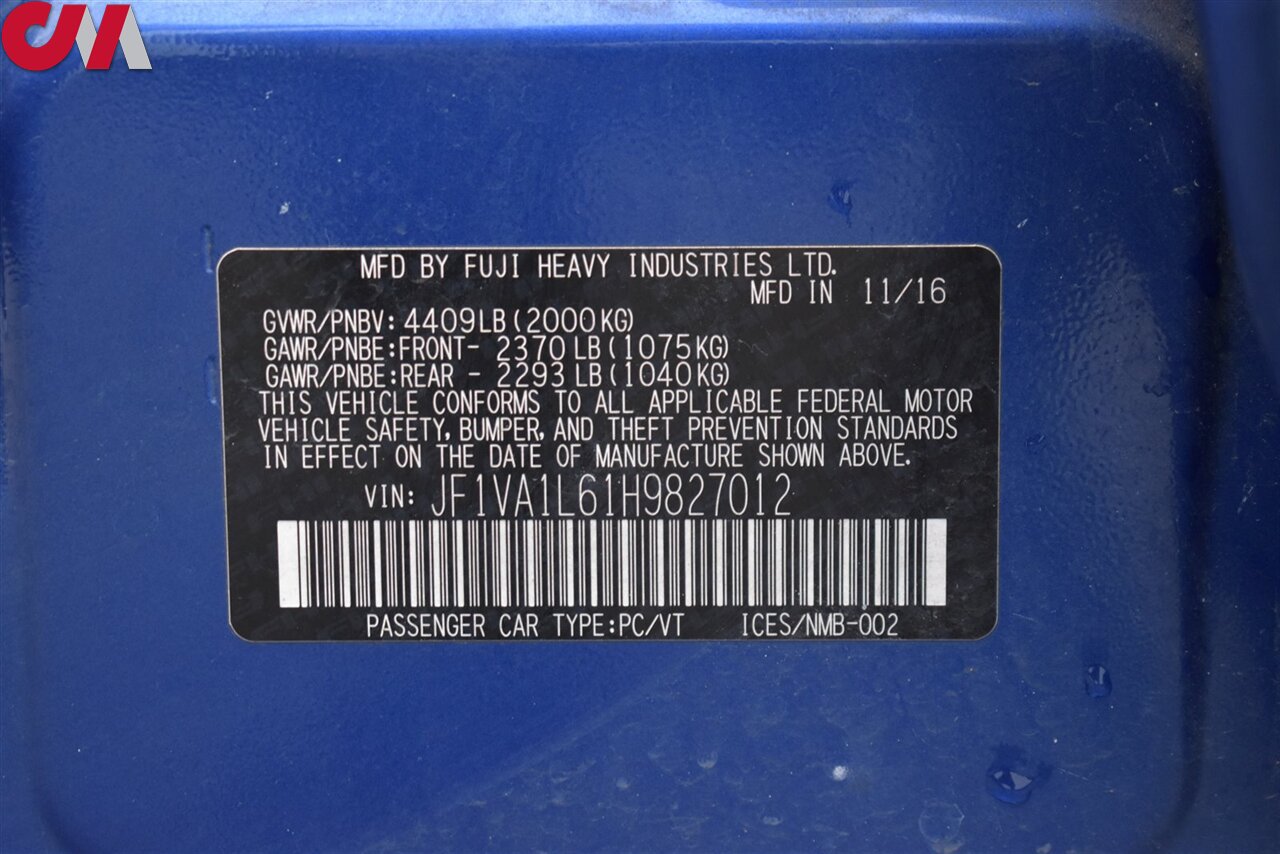 MFD BY FUJI HEAVY INDUSTRIES LTD.
MFD IN 11/16
GVWR/PNBV: 4409LB(2000KG)
GAWR/PNBE:FRONT- 2370LB(1075KG)
GAWR/PNBE:REAR - 2293LB(1040KG)
THIS VEHICLE CONFORMS TO ALL APPLICABLE FEDERAL MOTOR
VEHICLE SAFETY, BUMPER, AND THEFT PREVENTION STANDARDS
IN EFFECT ON THE DATE OF MANUFACTURE SHOWN ABOVE.
VIN: JF1VA1L61H9827012
PASSENGER CAR TYPE:PC/VT ICES/NMB-002